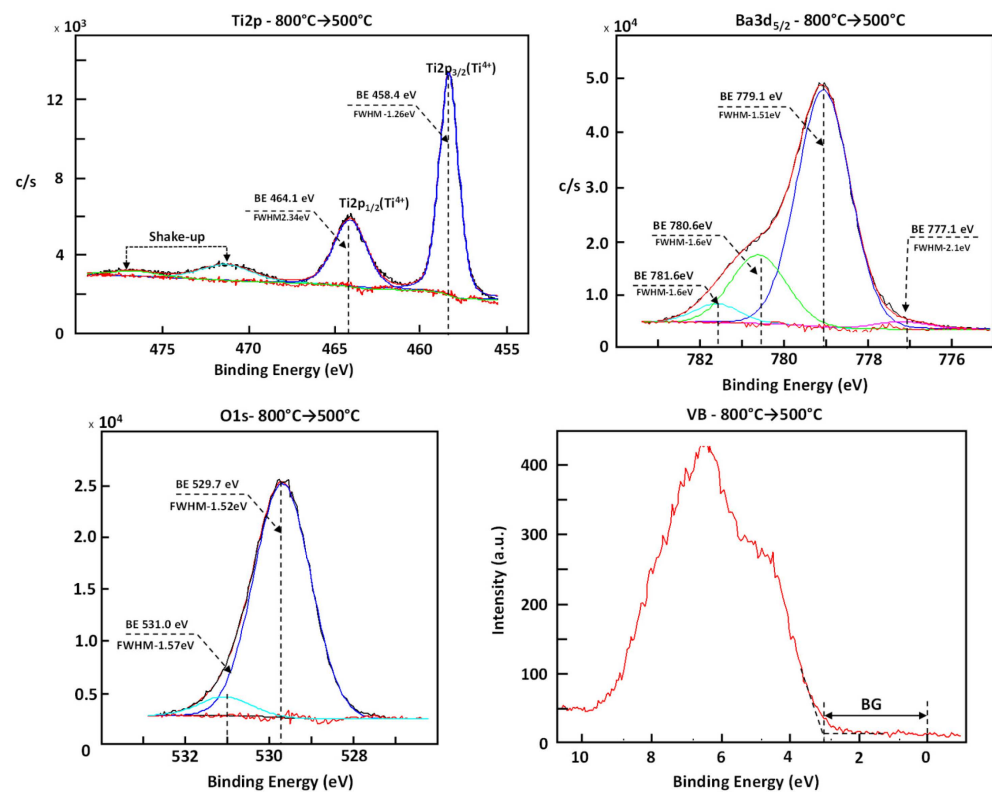 Ti2p - 800°C→500°C
x 10³
12
9
6
3
0
c/s
Ti2p3/2(Ti⁴⁺)
BE 458.4 eV
FWHM -1.26eV
BE 464.1 eV
FWHM2.34eV
Ti2p1/2(Ti⁴⁺)
Shake-up
475
470
465
460
455
Binding Energy (eV)
Ba3d5/2 - 800°C→500°C
x 10⁴
5.0
4.0
3.0
2.0
1.0
0
c/s
BE 779.1 eV
FWHM-1.51eV
BE 780.6eV
FWHM-1.6eV
BE 781.6eV
FWHM-1.6eV
BE 777.1 eV
FWHM-2.1eV
782
780
778
776
Binding Energy (eV)
O1s- 800°C→500°C
x 10⁴
2.5
2.0
1.5
1.0
0.5
0
BE 529.7 eV
FWHM-1.52eV
BE 531.0 eV
FWHM-1.57eV
532
530
528
Binding Energy (eV)
VB - 800°C→500°C
400
300
200
100
50
0
Intensity (a.u.)
BG
10
8
6
4
2
0
Binding Energy (eV)